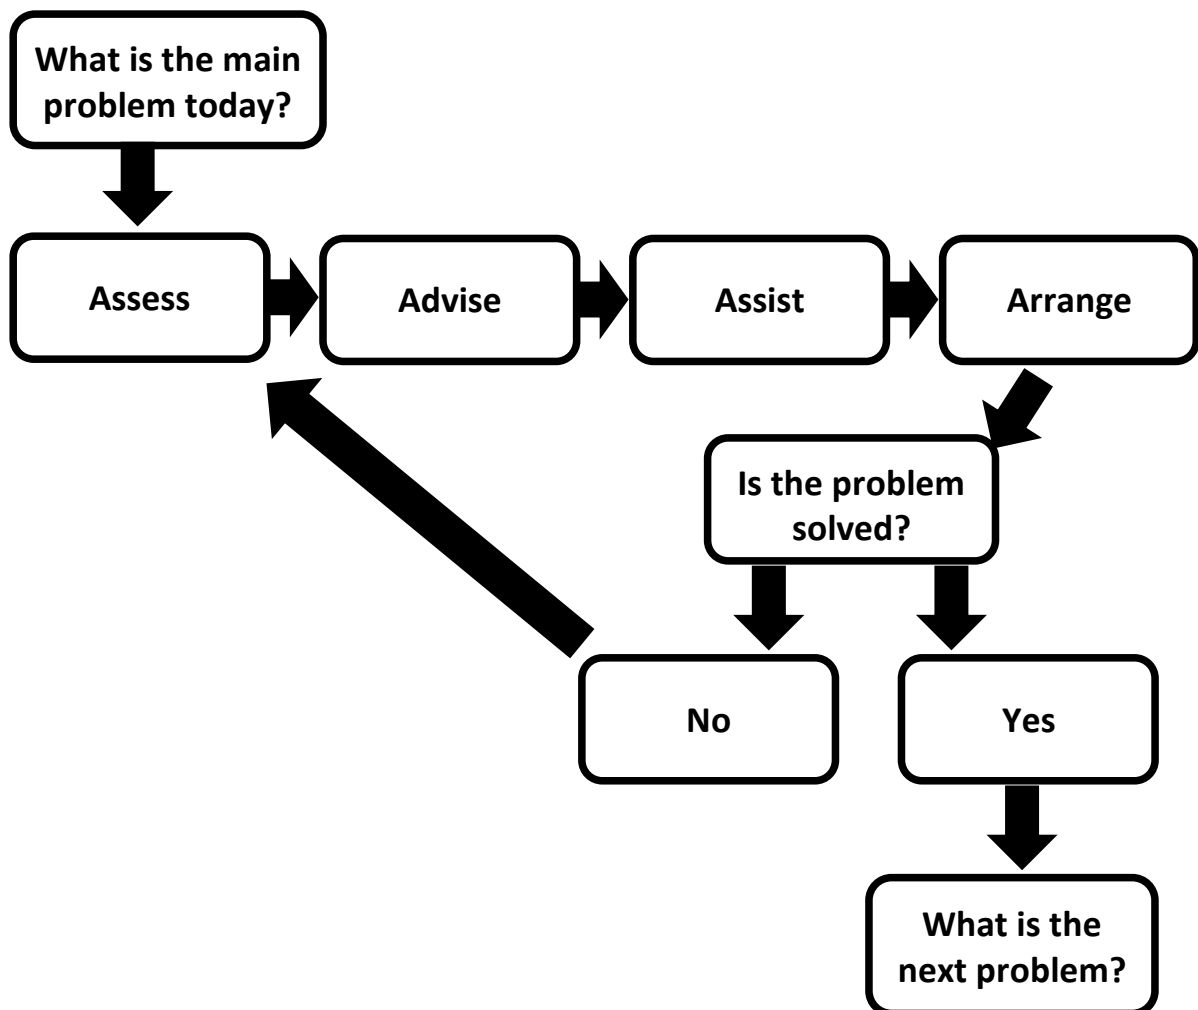 What is the main
problem today?
Assess
Advise
Assist
Arrange
Is the problem
solved?
No
Yes
What is the
next problem?